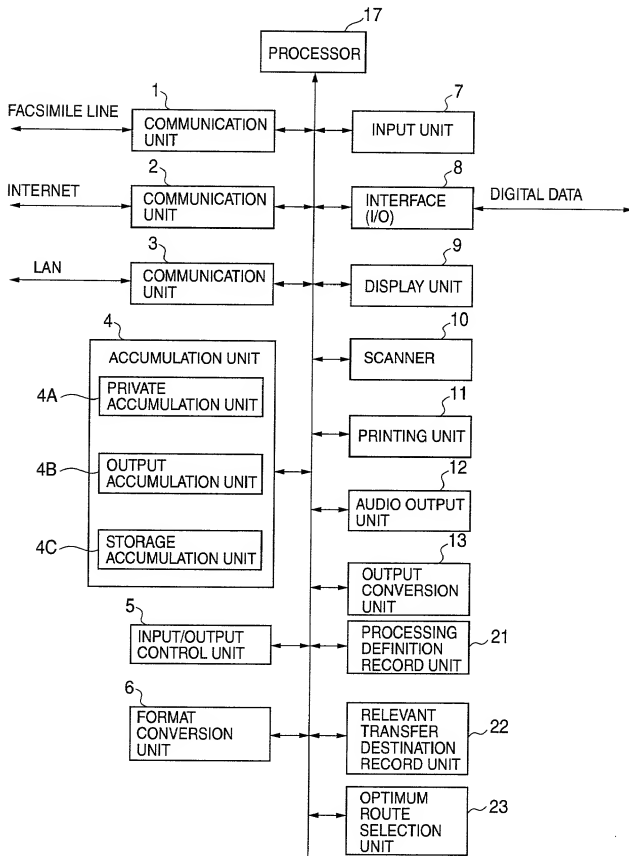 17
PROCESSOR
1
FACSIMILE LINE
COMMUNICATION
UNIT
7
INPUT UNIT
2
INTERNET
COMMUNICATION
UNIT
8
INTERFACE
(I/O)
DIGITAL DATA
3
LAN
COMMUNICATION
UNIT
9
DISPLAY UNIT
4
ACCUMULATION UNIT
4A
PRIVATE
ACCUMULATION UNIT
4B
OUTPUT
ACCUMULATION UNIT
4C
STORAGE
ACCUMULATION UNIT
10
SCANNER
11
PRINTING UNIT
12
AUDIO OUTPUT
UNIT
13
OUTPUT
CONVERSION
UNIT
5
INPUT/OUTPUT
CONTROL UNIT
PROCESSING
DEFINITION
RECORD UNIT
21
6
FORMAT
CONVERSION
UNIT
RELEVANT
TRANSFER
DESTINATION
RECORD UNIT
22
OPTIMUM
ROUTE
SELECTION
UNIT
23